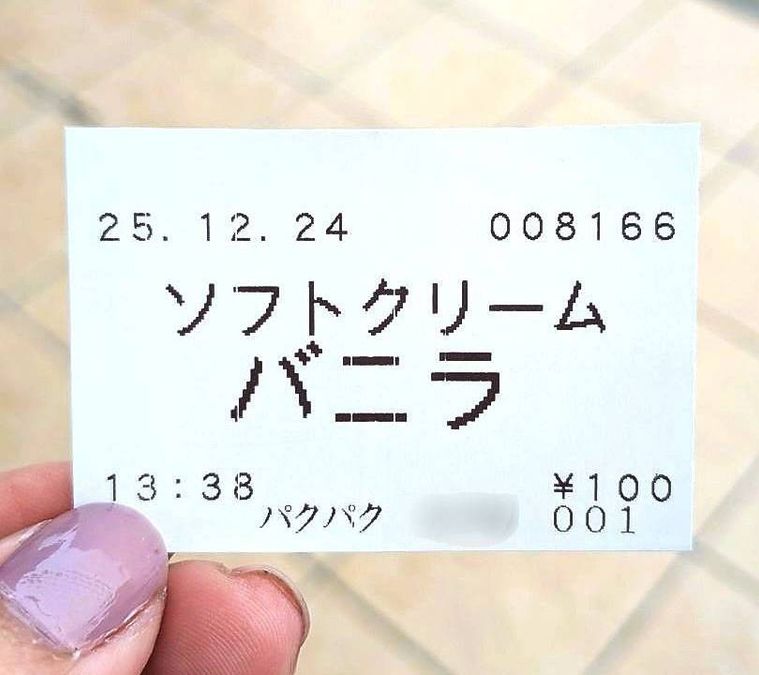 25.12.24 008166
ソフトクリーム
バニラ
13:38 ¥100
パクパク 001